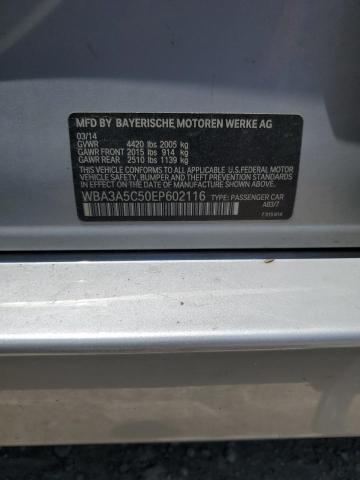 MFD BY BAYERISCHE MOTOREN WERKE AG
03/14
GVWR 4420 lbs 2005 kg
GAWR FRONT 2015 lbs 914 kg
GAWR REAR 2510 lbs 1139 kg
THIS VEHICLE CONFORMS TO ALL APPLICABLE U.S. FEDERAL MOTOR
VEHICLE SAFETY, BUMPER, AND THEFT PREVENTION STANDARDS
IN EFFECT ON THE DATE OF MANUFACTURE SHOWN ABOVE.
WBA3A5C50EP602116 TYPE: PASSENGER CAR
A83/7